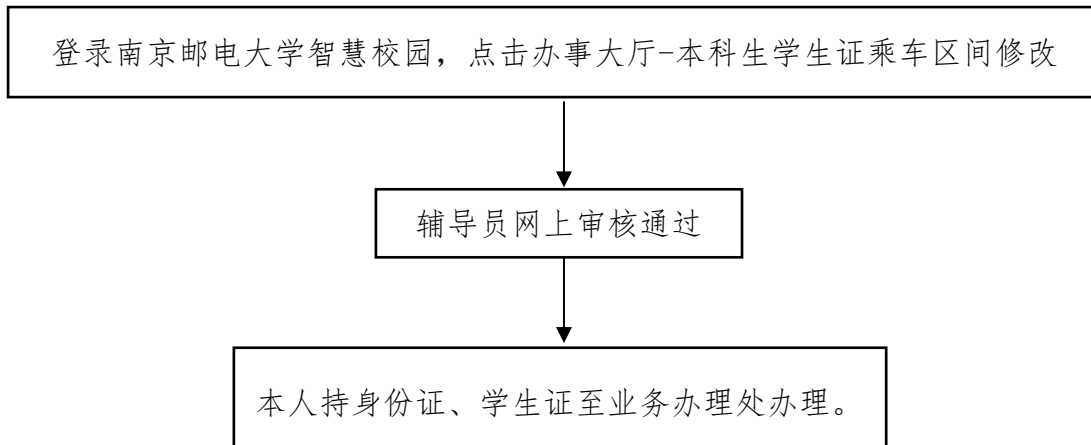 登录南京邮电大学智慧校园，点击办事大厅-本科生学生证乘车区间修改
辅导员网上审核通过
本人持身份证、学生证至业务办理处办理。